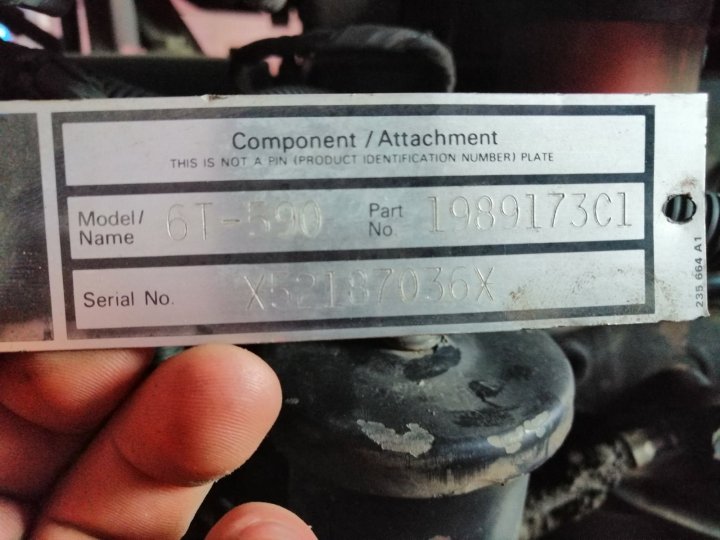 Component / Attachment
THIS IS NOT A PIN (PRODUCT IDENTIFICATION NUMBER) PLATE
Model/ Name 6T-590 Part No 1989173C1
Serial No. X52187036X
235 664 A1